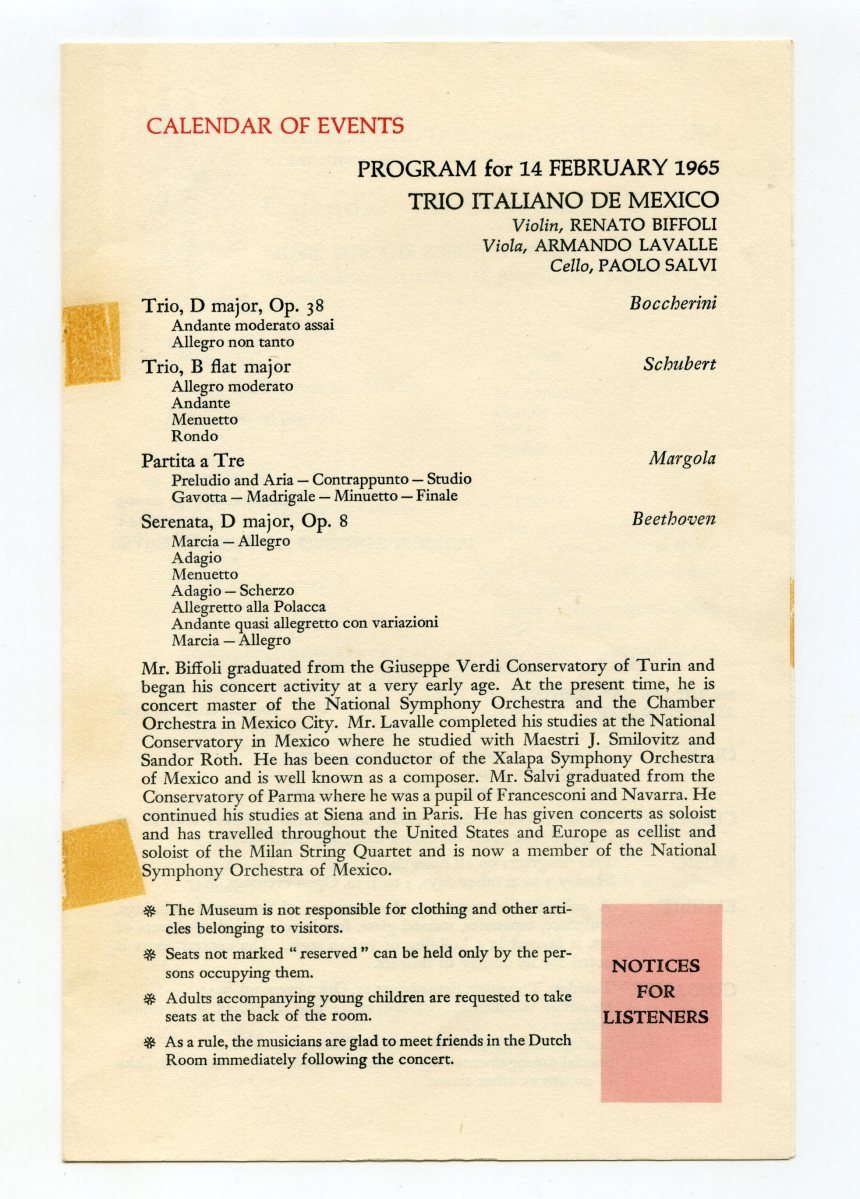 CALENDAR OF EVENTS
PROGRAM for 14 FEBRUARY 1965
TRIO ITALIANO DE MEXICO
Violin, RENATO BIFFOLI
Viola, ARMANDO LAVALLE
Cello, PAOLO SALVI
Trio, D major, Op. 38 Boccherini
Andante moderato assai
Allegro non tanto
Trio, B flat major Schubert
Allegro moderato
Andante
Menuetto
Rondo
Partita a Tre Margola
Preludio and Aria — Contrappunto — Studio
Gavotta — Madrigale — Minuetto — Finale
Serenata, D major, Op. 8 Beethoven
Marcia — Allegro
Adagio
Menuetto
Adagio — Scherzo
Allegretto alla Polacca
Andante quasi allegretto con variazioni
Marcia — Allegro
Mr. Biffoli graduated from the Giuseppe Verdi Conservatory of Turin and
began his concert activity at a very early age. At the present time, he is
concert master of the National Symphony Orchestra and the Chamber
Orchestra in Mexico City. Mr. Lavalle completed his studies at the National
Conservatory in Mexico where he studied with Maestri J. Smilovitz and
Sandor Roth. He has been conductor of the Xalapa Symphony Orchestra
of Mexico and is well known as a composer. Mr. Salvi graduated from the
Conservatory of Parma where he was a pupil of Francesconi and Navarra. He
continued his studies at Siena and in Paris. He has given concerts as soloist
and has travelled throughout the United States and Europe as cellist and
soloist of the Milan String Quartet and is now a member of the National
Symphony Orchestra of Mexico.
❊ The Museum is not responsible for clothing and other arti-
cles belonging to visitors.
❊ Seats not marked "reserved" can be held only by the per-
sons occupying them.
❊ Adults accompanying young children are requested to take
seats at the back of the room.
❊ As a rule, the musicians are glad to meet friends in the Dutch
Room immediately following the concert.
NOTICES
FOR
LISTENERS